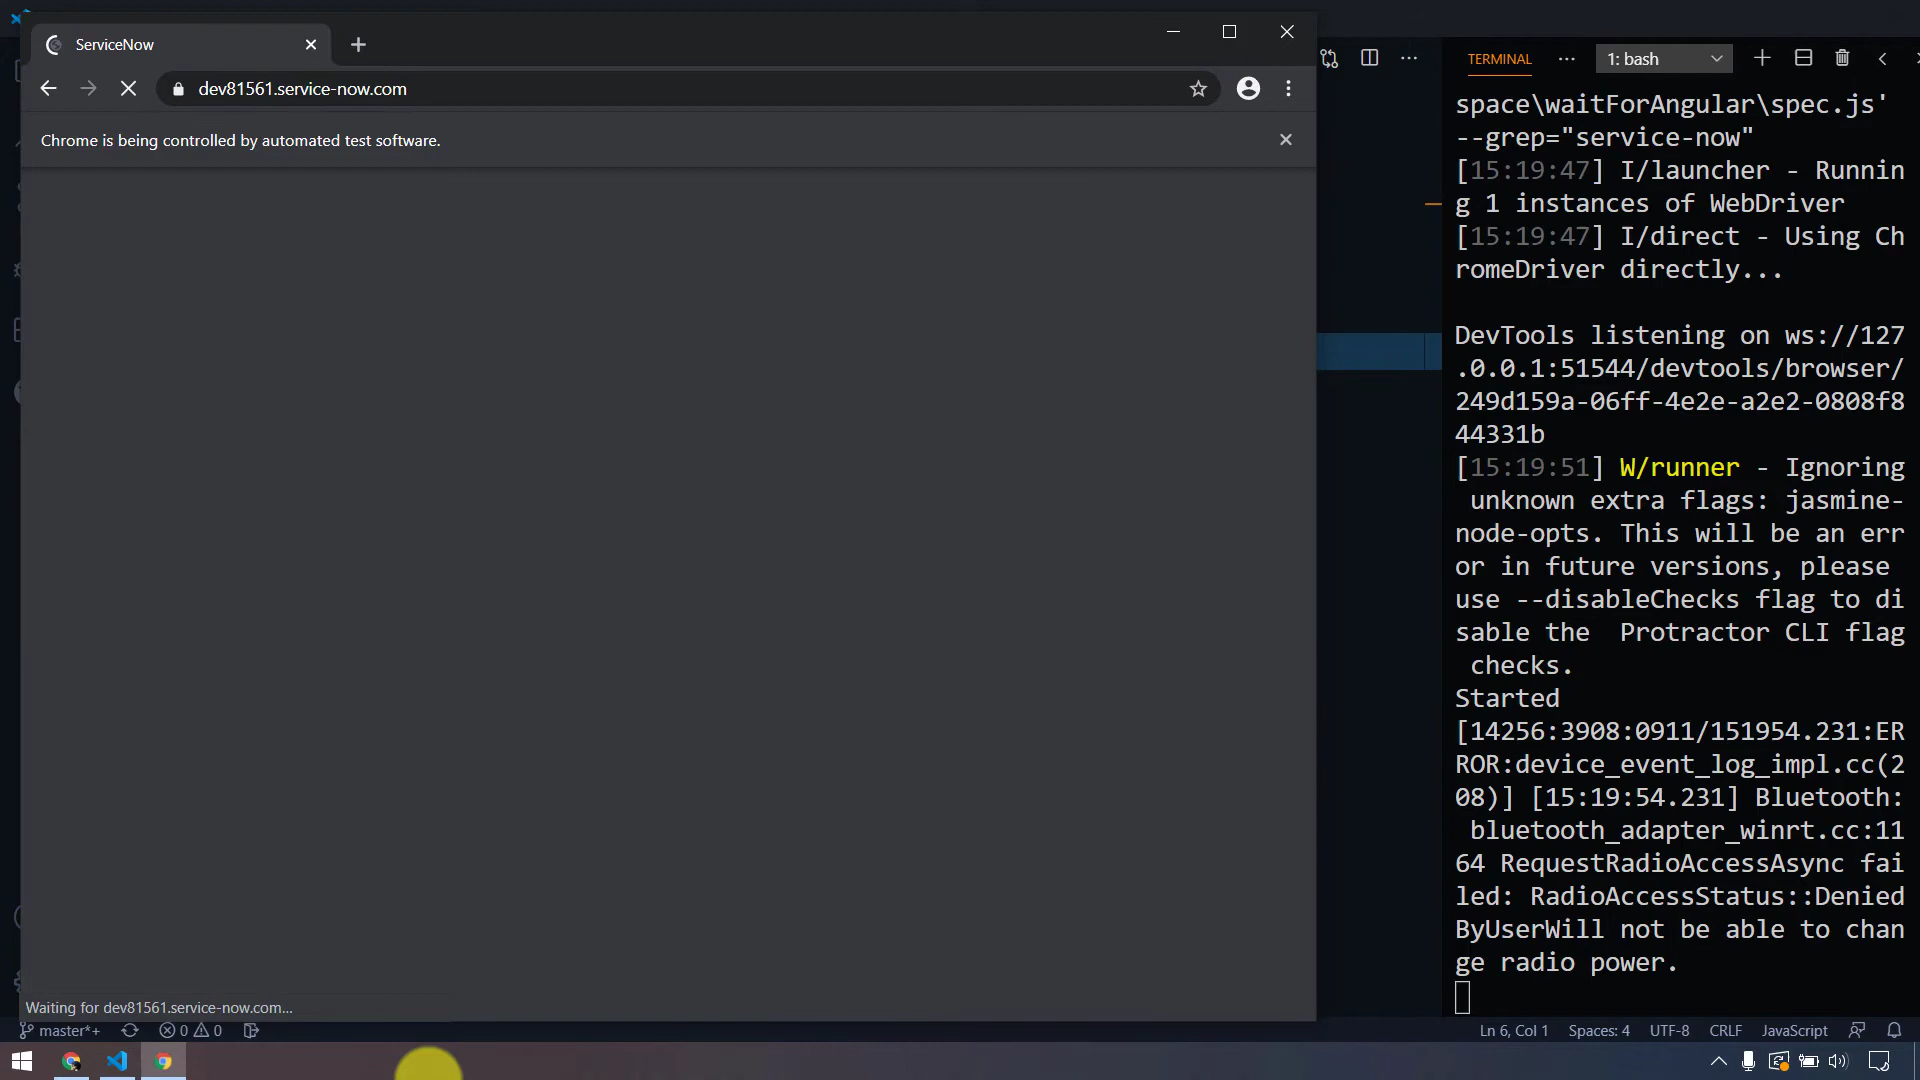 ServiceNow
dev81561.service-now.com
Chrome is being controlled by automated test software.
Waiting for dev81561.service-now.com...
TERMINAL
1: bash
space\waitForAngular\spec.js'
--grep="service-now"
[15:19:47] I/launcher - Runnin
g 1 instances of WebDriver
[15:19:47] I/direct - Using Ch
romeDriver directly...
DevTools listening on ws://127
.0.0.1:51544/devtools/browser/
249d159a-06ff-4e2e-a2e2-0808f8
44331b
[15:19:51] W/runner - Ignoring
unknown extra flags: jasmine-
node-opts. This will be an err
or in future versions, please
use --disableChecks flag to di
sable the  Protractor CLI flag
checks.
Started
[14256:3908:0911/151954.231:ER
ROR:device_event_log_impl.cc(2
08)] [15:19:54.231] Bluetooth:
bluetooth_adapter_winrt.cc:11
64 RequestRadioAccessAsync fai
led: RadioAccessStatus::Denied
ByUserWill not be able to chan
ge radio power.
master*+ 0 0 Ln 6, Col 1 Spaces: 4 UTF-8 CRLF JavaScript